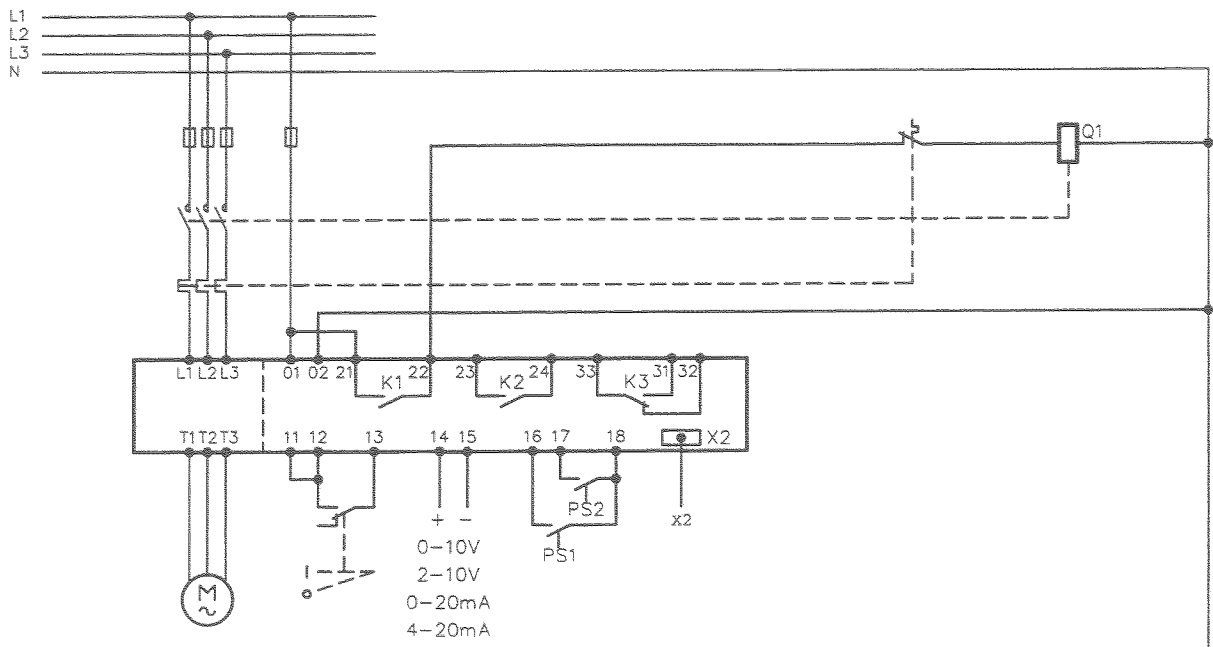 L1
L2
L3
N
Q1
L1 L2 L3 01 02 21 22 23 24 33 31 32
K1 K2 K3
T1 T2 T3 11 12 13 14 15 16 17 18 X2
PS2
+ - x2
0-10V PS1
2-10V
I
0-20mA
M
~
4-20mA